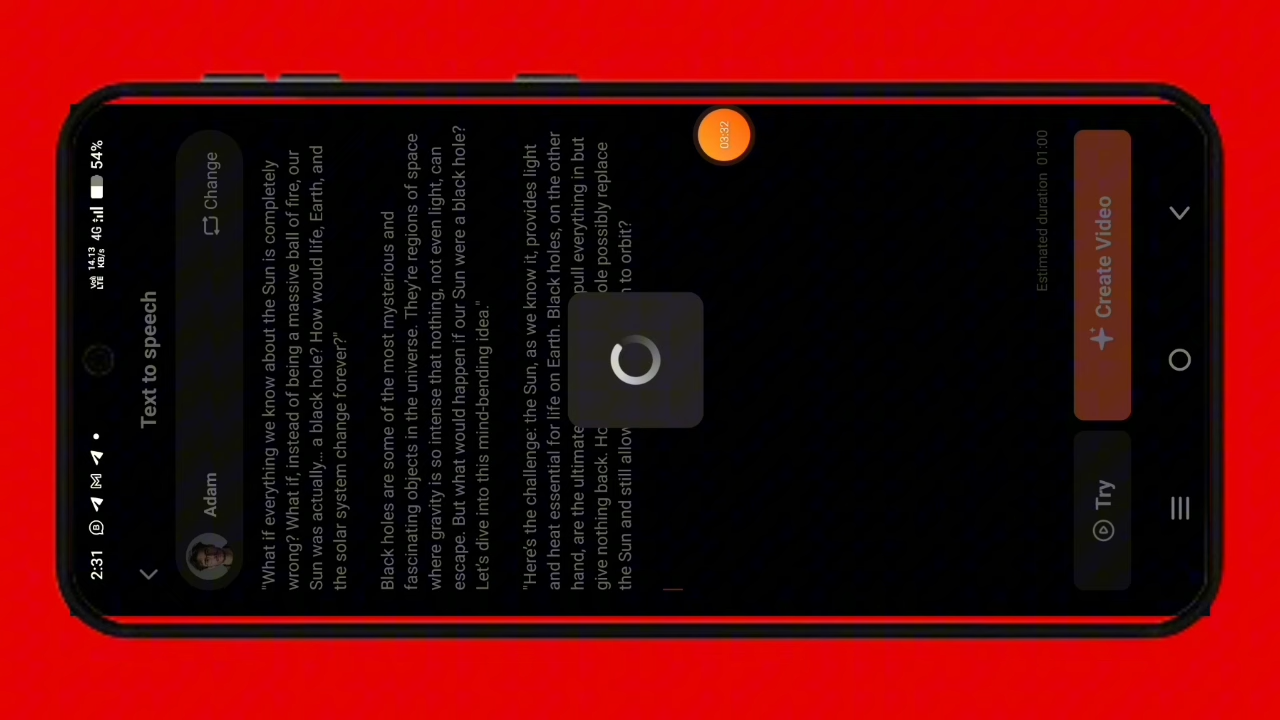 2:31
VoLTE 14.13 KB/s 4G 54%
Text to speech
Adam
Change
"What if everything we know about the Sun is completely
wrong? What if, instead of being a massive ball of fire, our
Sun was actually... a black hole? How would life, Earth, and
the solar system change forever?"
Black holes are some of the most mysterious and
fascinating objects in the universe. They're regions of space
where gravity is so intense that nothing, not even light, can
escape. But what would happen if our Sun were a black hole?
Let's dive into this mind-bending idea."
"Here's the challenge: the Sun, as we know it, provides light
and heat essential for life on Earth. Black holes, on the other
hand, are the ultimate pull everything in but
give nothing back. ole possibly replace
the Sun and still allow to orbit?
03:32
Estimated duration 01:00
Try
Create Video